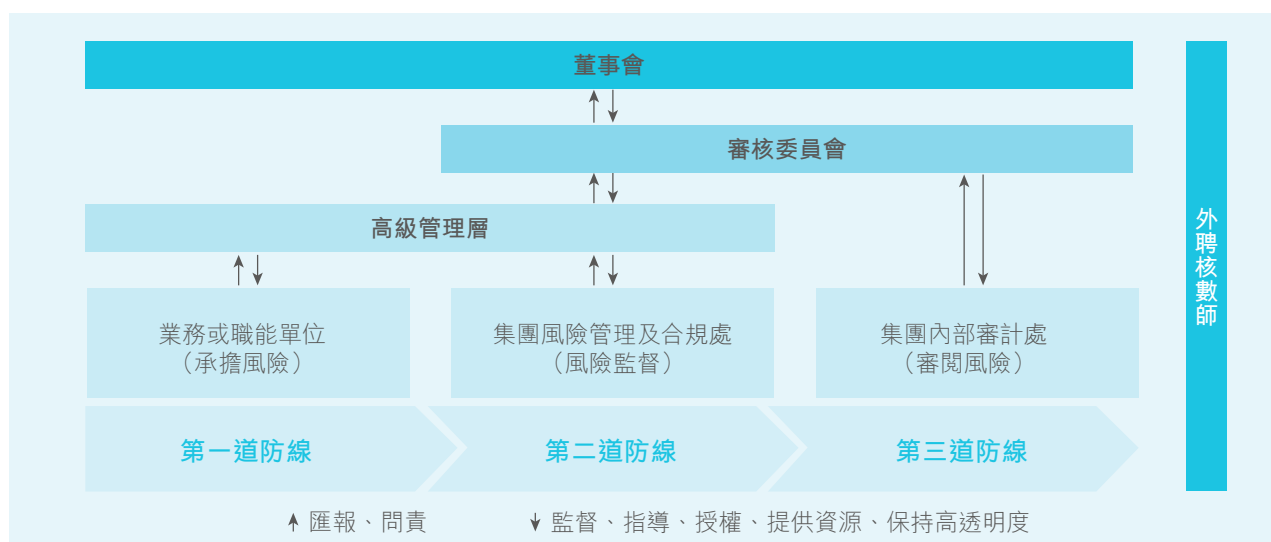 董事會
審核委員會
高級管理層
業務或職能單位
（承擔風險）
集團風險管理及合規處
（風險監督）
集團內部審計處
（審閱風險）
第一道防線
第二道防線
第三道防線
外聘核數師
匯報、問責
監督、指導、授權、提供資源、保持高透明度